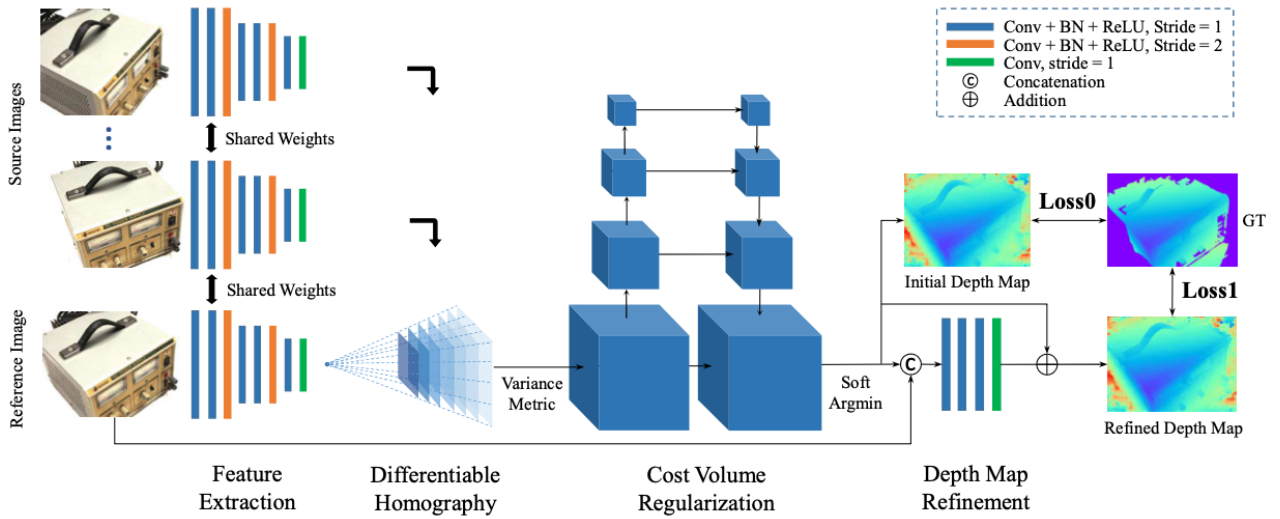 Source Images
Reference Image
Shared Weights
Shared Weights
Variance
Metric
Soft
Argmin
C
Initial Depth Map
Loss0
GT
Loss1
Refined Depth Map
Conv + BN + ReLU, Stride = 1
Conv + BN + ReLU, Stride = 2
Conv, stride = 1
C Concatenation
Addition
Feature
Extraction
Differentiable
Homography
Cost Volume
Regularization
Depth Map
Refinement